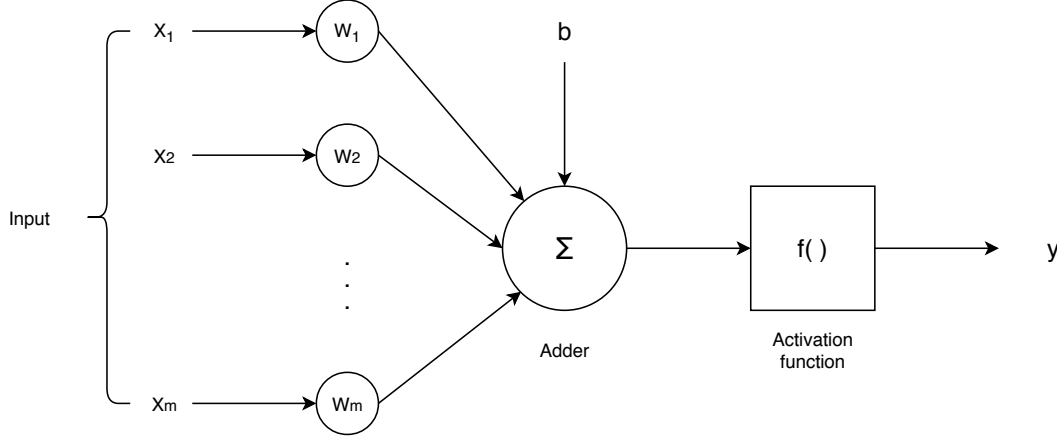 X1
W1
b
X2
W2
Input
Σ
f( )
y
.
.
.
Adder
Activation
function
Xm
Wm